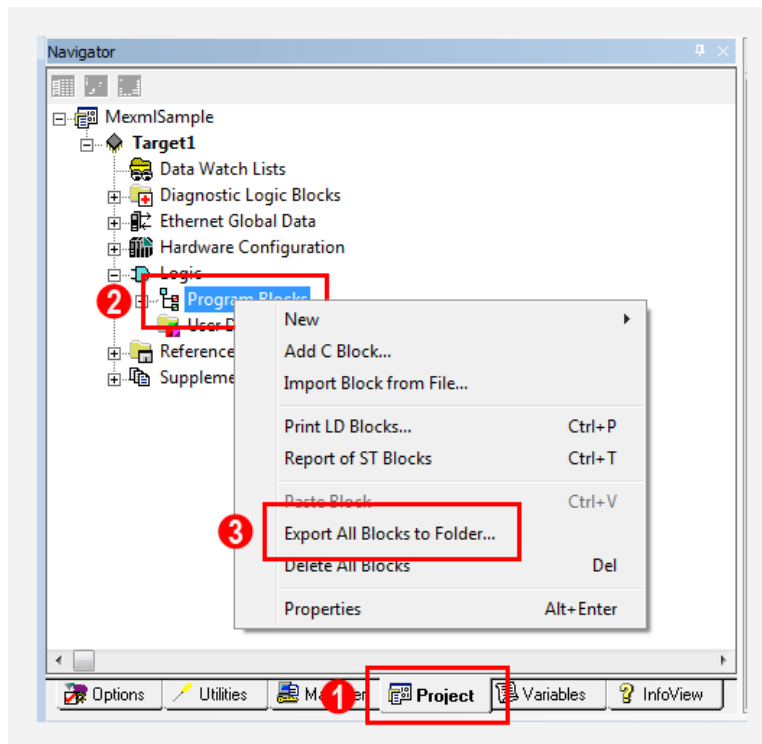 Navigator
MexmlSample
Target1
Data Watch Lists
Diagnostic Logic Blocks
Ethernet Global Data
Hardware Configuration
Logic
2
Program Blocks
User D
Reference
Suppleme
New
Add C Block...
Import Block from File...
Print LD Blocks... Ctrl+P
Report of ST Blocks Ctrl+T
Paste Block Ctrl+V
3
Export All Blocks to Folder...
Delete All Blocks Del
Properties Alt+Enter
Options Utilities Ma 1 er Project Variables InfoView